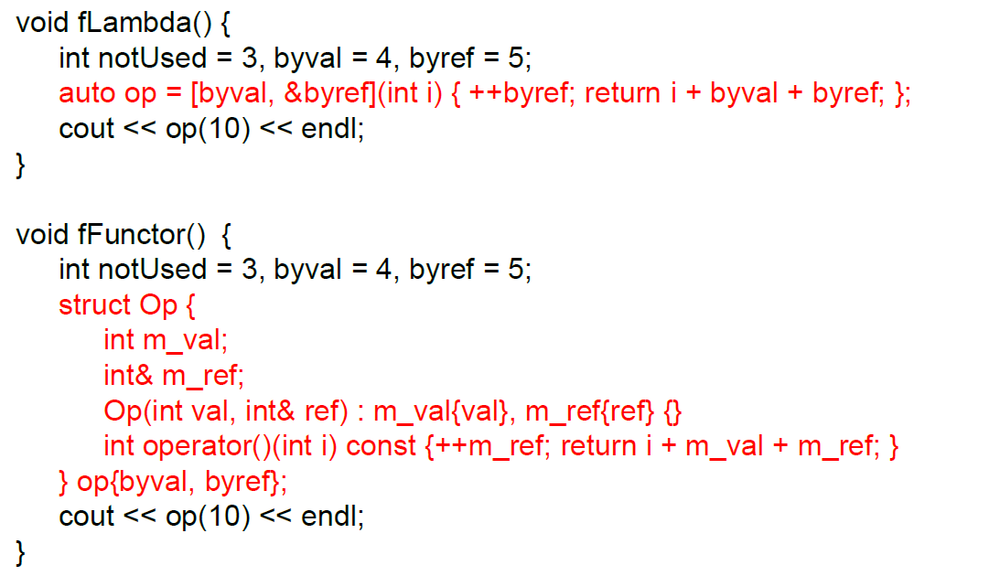 void fLambda() {
int notUsed = 3, byval = 4, byref = 5;
auto op = [byval, &byref](int i) { ++byref; return i + byval + byref; };
cout << op(10) << endl;
}
void fFunctor()  {
int notUsed = 3, byval = 4, byref = 5;
struct Op {
int m_val;
int& m_ref;
Op(int val, int& ref) : m_val{val}, m_ref{ref} {}
int operator()(int i) const {++m_ref; return i + m_val + m_ref; }
} op{byval, byref};
cout << op(10) << endl;
}